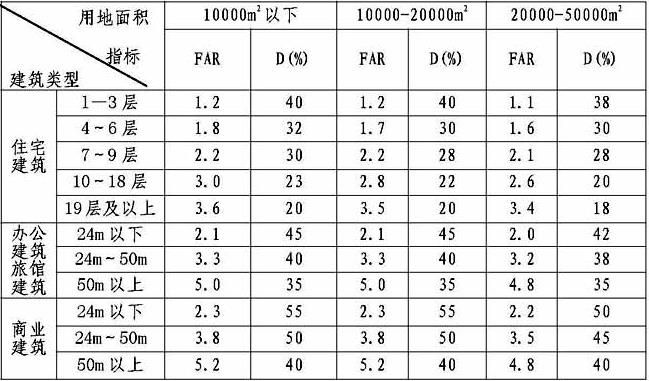 用地面积 10000m²以下 10000-20000m² 20000-50000m²
指标 FAR D(%) FAR D(%) FAR D(%)
建筑类型
住宅建筑
1—3层 1.2 40 1.2 40 1.1 38
4~6层 1.8 32 1.7 30 1.6 30
7~9层 2.2 30 2.2 28 2.1 28
10~18层 3.0 23 2.8 22 2.6 20
19层及以上 3.6 20 3.5 20 3.4 18
办公建筑旅馆建筑
24m以下 2.1 45 2.1 45 2.0 42
24m~50m 3.3 40 3.3 40 3.2 38
50m以上 5.0 35 5.0 35 4.8 35
商业建筑
24m以下 2.3 55 2.3 55 2.2 50
24m~50m 3.8 50 3.8 50 3.5 45
50m以上 5.2 40 5.2 40 4.8 40